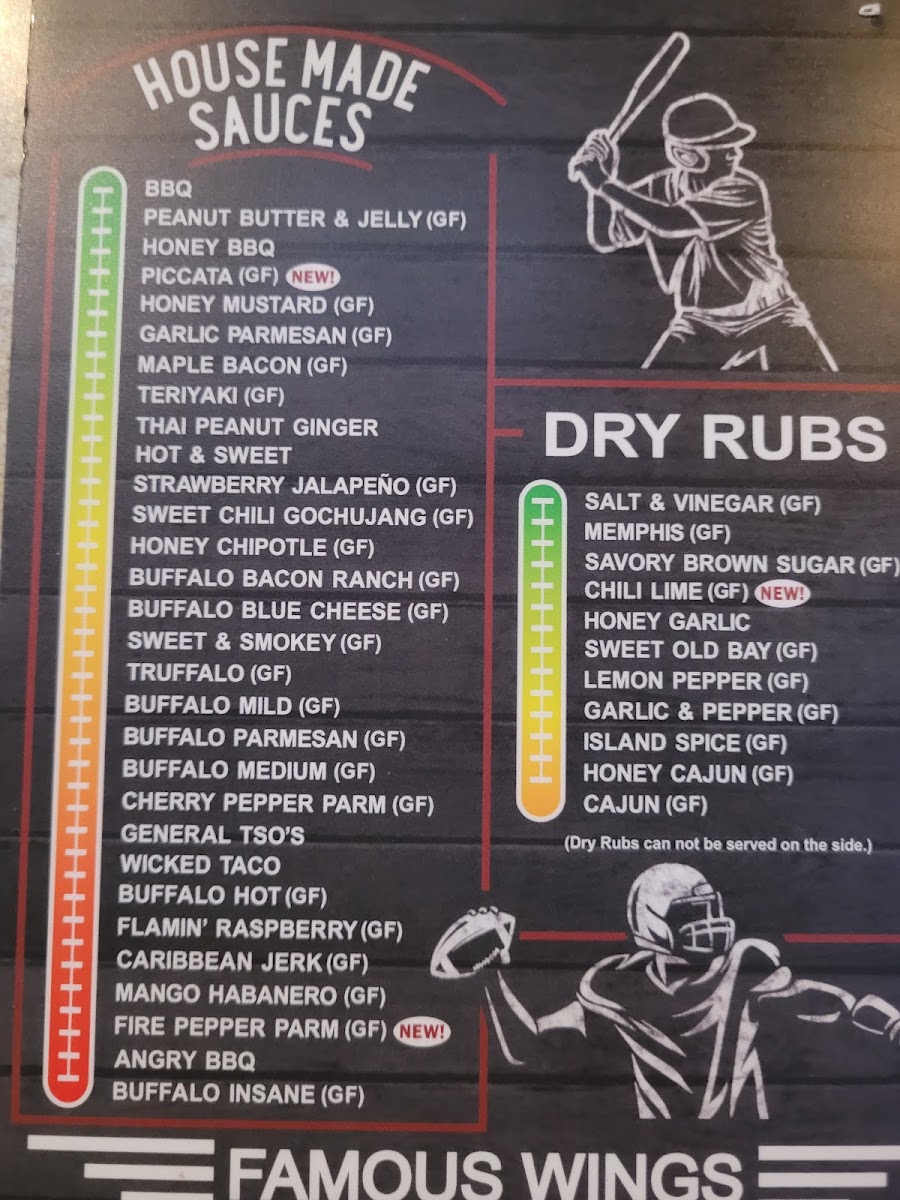 HOUSE MADE
SAUCES
BBQ
PEANUT BUTTER & JELLY (GF)
HONEY BBQ
PICCATA (GF) NEW!
HONEY MUSTARD (GF)
GARLIC PARMESAN (GF)
MAPLE BACON (GF)
TERIYAKI (GF)
THAI PEANUT GINGER
HOT & SWEET
STRAWBERRY JALAPEÑO (GF)
SWEET CHILI GOCHUJANG (GF)
HONEY CHIPOTLE (GF)
BUFFALO BACON RANCH (GF)
BUFFALO BLUE CHEESE (GF)
SWEET & SMOKEY (GF)
TRUFFALO (GF)
BUFFALO MILD (GF)
BUFFALO PARMESAN (GF)
BUFFALO MEDIUM (GF)
CHERRY PEPPER PARM (GF)
GENERAL TSO'S
WICKED TACO
BUFFALO HOT (GF)
FLAMIN' RASPBERRY (GF)
CARIBBEAN JERK (GF)
MANGO HABANERO (GF)
FIRE PEPPER PARM (GF) NEW!
ANGRY BBQ
BUFFALO INSANE (GF)
DRY RUBS
SALT & VINEGAR (GF)
MEMPHIS (GF)
SAVORY BROWN SUGAR (GF)
CHILI LIME (GF) NEW!
HONEY GARLIC
SWEET OLD BAY (GF)
LEMON PEPPER (GF)
GARLIC & PEPPER (GF)
ISLAND SPICE (GF)
HONEY CAJUN (GF)
CAJUN (GF)
(Dry Rubs can not be served on the side.)
FAMOUS WINGS